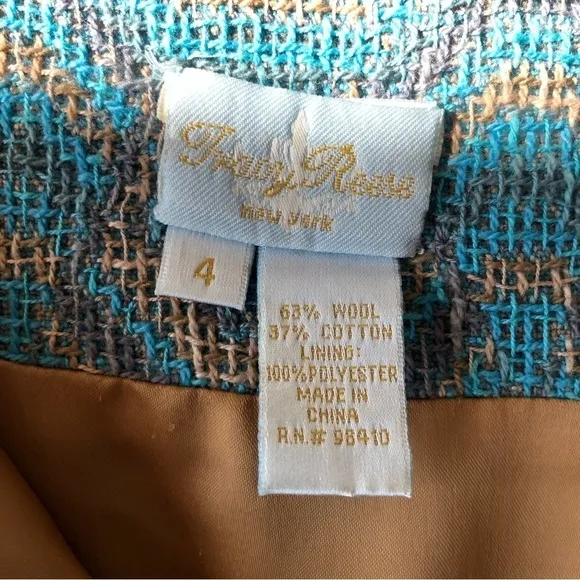 Tracy Reese
new york
4
63% WOOL
37% COTTON
LINING:
100% POLYESTER
MADE IN
CHINA
R.N.# 98410